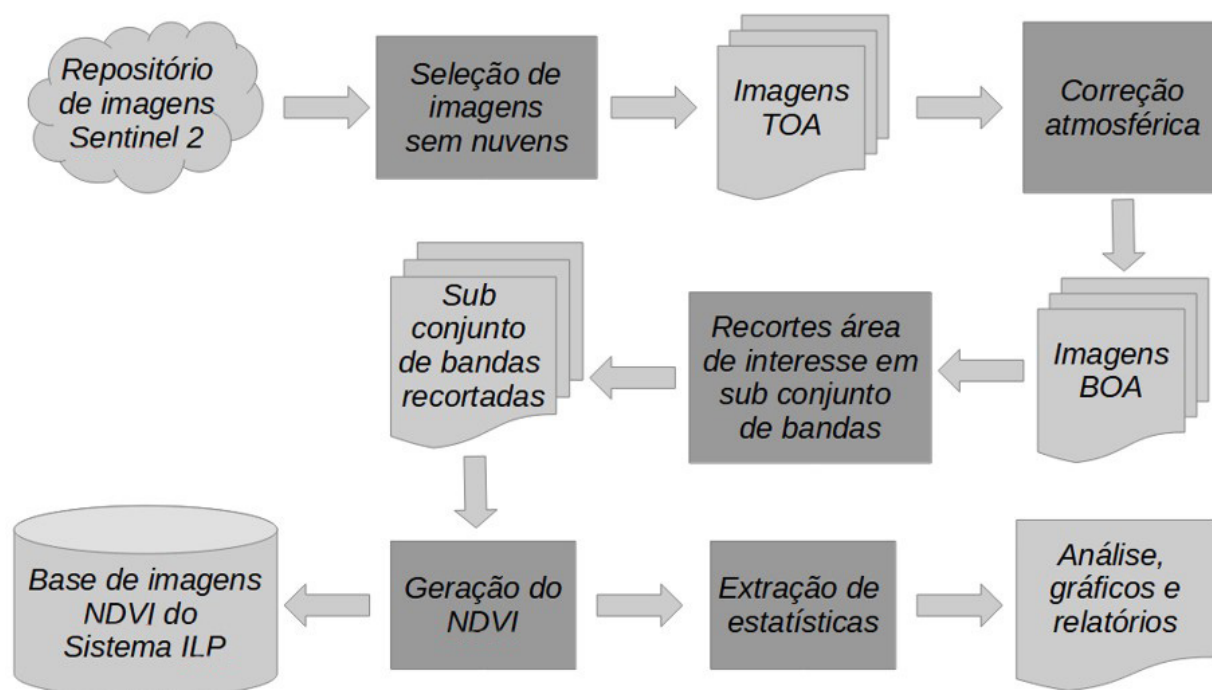 Repositório
de imagens
Sentinel 2
Seleção de
imagens
sem nuvens
Imagens
TOA
Correção
atmosférica
Imagens
BOA
Recortes área
de interesse em
sub conjunto
de bandas
Sub
conjunto
de bandas
recortadas
Geração do
NDVI
Base de imagens
NDVI do
Sistema ILP
Extração de
estatísticas
Análise,
gráficos e
relatórios